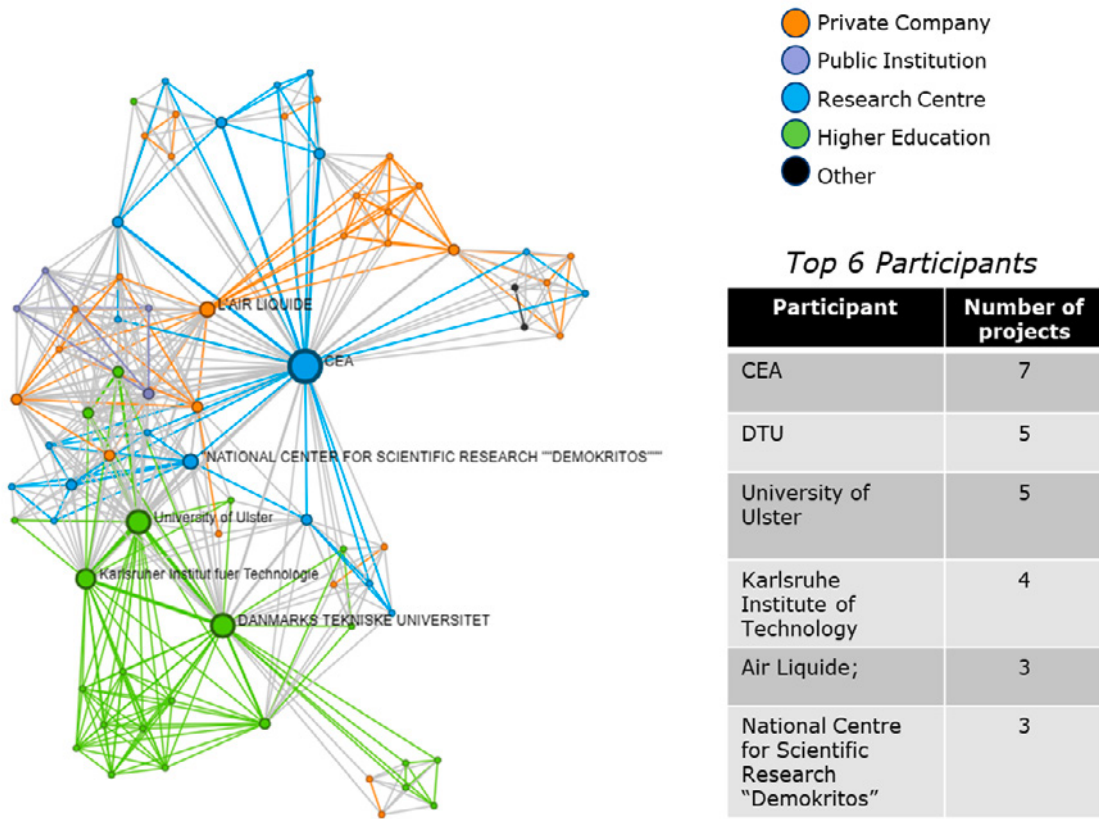 Private Company
Public Institution
Research Centre
Higher Education
Other
L'AIR LIQUIDE
CEA
"NATIONAL CENTER FOR SCIENTIFIC RESEARCH ""DEMOKRITOS"""
University of Ulster
Karlsruher Institut fuer Technologie
DANMARKS TEKNISKE UNIVERSITET
Top 6 Participants
Participant Number of
projects
CEA 7
DTU 5
University of 5
Ulster
Karlsruhe 4
Institute of
Technology
Air Liquide; 3
National Centre 3
for Scientific
Research
“Demokritos”